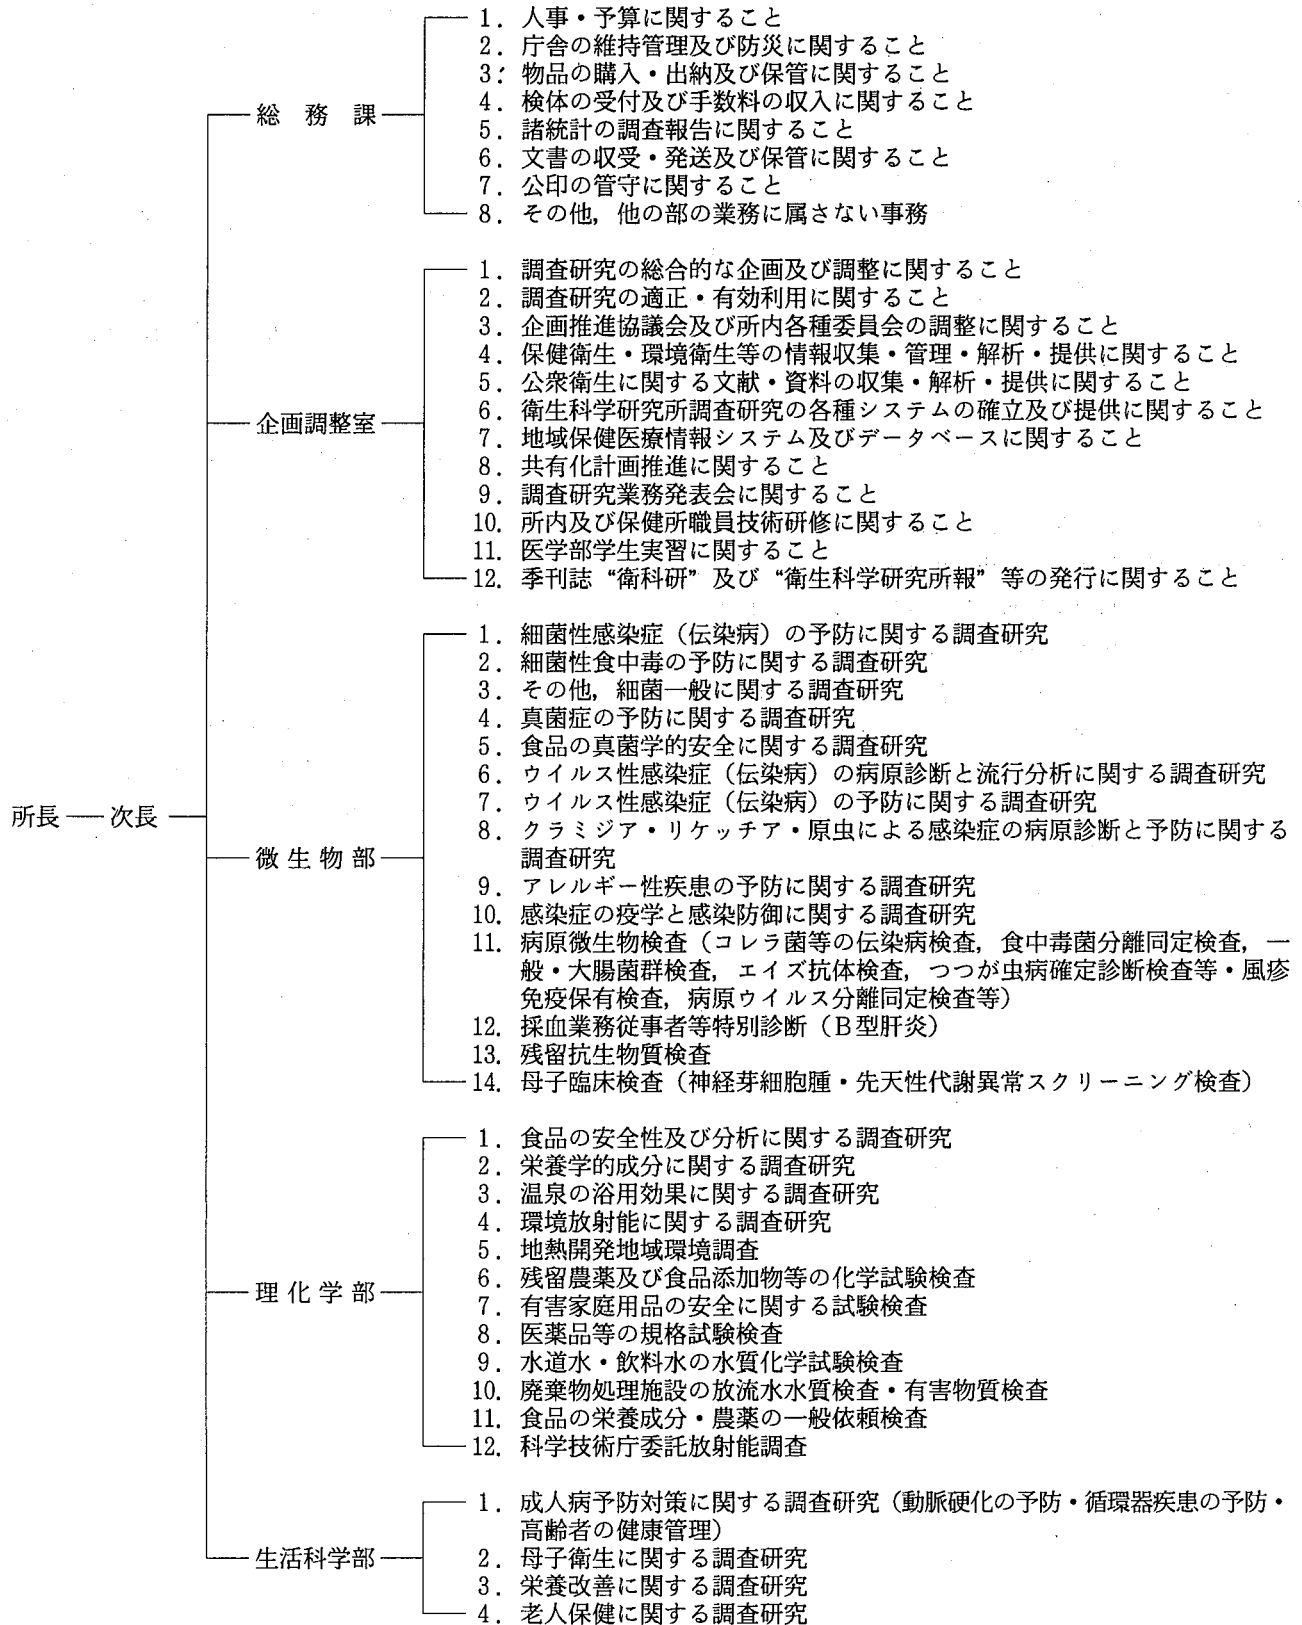 所長 次長
総務課
1. 人事・予算に関すること
2. 庁舎の維持管理及び防災に関すること
3. 物品の購入・出納及び保管に関すること
4. 検体の受付及び手数料の収入に関すること
5. 諸統計の調査報告に関すること
6. 文書の収受・発送及び保管に関すること
7. 公印の管守に関すること
8. その他,他の部の業務に属さない事務
企画調整室
1. 調査研究の総合的な企画及び調整に関すること
2. 調査研究の適正・有効利用に関すること
3. 企画推進協議会及び所内各種委員会の調整に関すること
4. 保健衛生・環境衛生等の情報収集・管理・解析・提供に関すること
5. 公衆衛生に関する文献・資料の収集・解析・提供に関すること
6. 衛生科学研究所調査研究の各種システムの確立及び提供に関すること
7. 地域保健医療情報システム及びデータベースに関すること
8. 共有化計画推進に関すること
9. 調査研究業務発表会に関すること
10. 所内及び保健所職員技術研修に関すること
11. 医学部学生実習に関すること
12. 季刊誌“衛科研”及び“衛生科学研究所報”等の発行に関すること
微生物部
1. 細菌性感染症(伝染病)の予防に関する調査研究
2. 細菌性食中毒の予防に関する調査研究
3. その他,細菌一般に関する調査研究
4. 真菌症の予防に関する調査研究
5. 食品の真菌学的安全に関する調査研究
6. ウイルス性感染症(伝染病)の病原診断と流行分析に関する調査研究
7. ウイルス性感染症(伝染病)の予防に関する調査研究
8. クラミジア・リケッチア・原虫による感染症の病原診断と予防に関する
調査研究
9. アレルギー性疾患の予防に関する調査研究
10. 感染症の疫学と感染防御に関する調査研究
11. 病原微生物検査(コレラ菌等の伝染病検査,食中毒菌分離同定検査,一
般・大腸菌群検査,エイズ抗体検査,つつが虫病確定診断検査等・風疹
免疫保有検査,病原ウイルス分離同定検査等)
12. 採血業務従事者等特別診断(B型肝炎)
13. 残留抗生物質検査
14. 母子臨床検査(神経芽細胞腫・先天性代謝異常スクリーニング検査)
理化学部
1. 食品の安全性及び分析に関する調査研究
2. 栄養学的成分に関する調査研究
3. 温泉の浴用効果に関する調査研究
4. 環境放射能に関する調査研究
5. 地熱開発地域環境調査
6. 残留農薬及び食品添加物等の化学試験検査
7. 有害家庭用品の安全に関する試験検査
8. 医薬品等の規格試験検査
9. 水道水・飲料水の水質化学試験検査
10. 廃棄物処理施設の放流水水質検査・有害物質検査
11. 食品の栄養成分・農薬の一般依頼検査
12. 科学技術庁委託放射能調査
生活科学部
1. 成人病予防対策に関する調査研究(動脈硬化の予防・循環器疾患の予防・
高齢者の健康管理)
2. 母子衛生に関する調査研究
3. 栄養改善に関する調査研究
4. 老人保健に関する調査研究